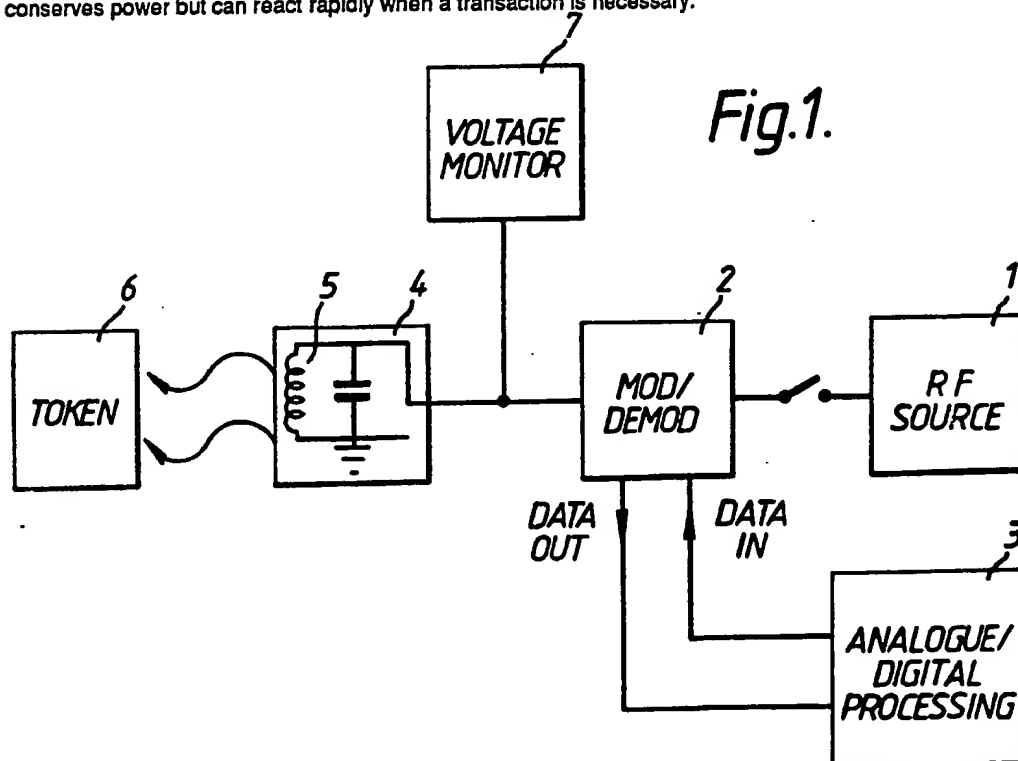 conserves power but can react rapidly when a transaction is necessary.
7
Fig.1.
VOLTAGE
MONITOR
6
5
4
2
1
TOKEN
MOD/
DEMOD
RF
SOURCE
DATA
OUT
DATA
IN
3
ANALOGUE/
DIGITAL
PROCESSING